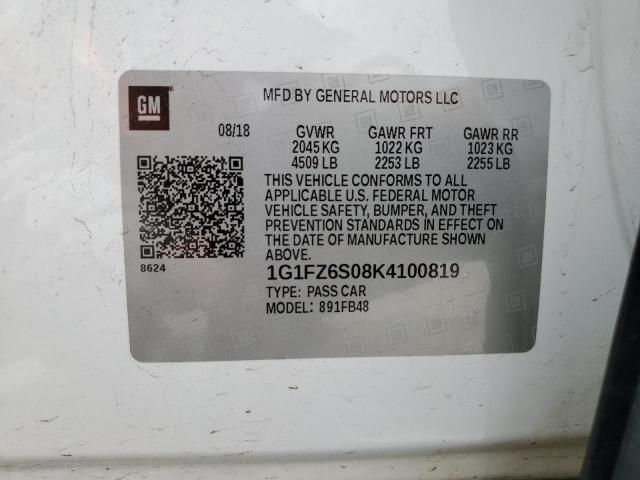 GM
MFD BY GENERAL MOTORS LLC
08/18 GVWR GAWR FRT GAWR RR
2045 KG 1022 KG 1023 KG
4509 LB 2253 LB 2255 LB
THIS VEHICLE CONFORMS TO ALL
APPLICABLE U.S. FEDERAL MOTOR
VEHICLE SAFETY, BUMPER, AND THEFT
PREVENTION STANDARDS IN EFFECT ON
THE DATE OF MANUFACTURE SHOWN
ABOVE.
8624
1G1FZ6S08K4100819
TYPE: PASS CAR
MODEL: 891FB48